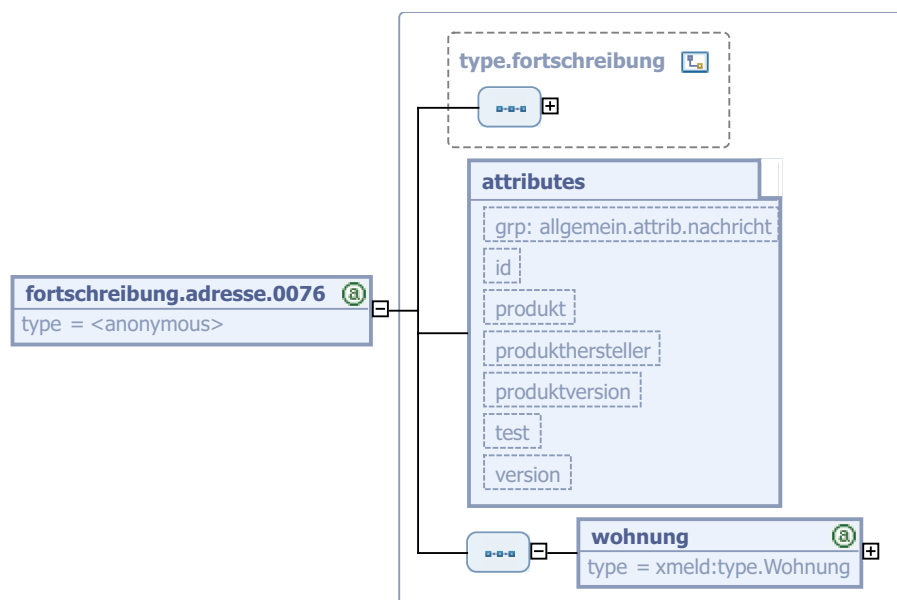 type.fortschreibung
attributes
grp: allgemein.attrib.nachricht
id
produkt
produkthersteller
produktversion
test
version
fortschreibung.adresse.0076 a
type = <anonymous>
wohnung a
type = xmeld:type.Wohnung